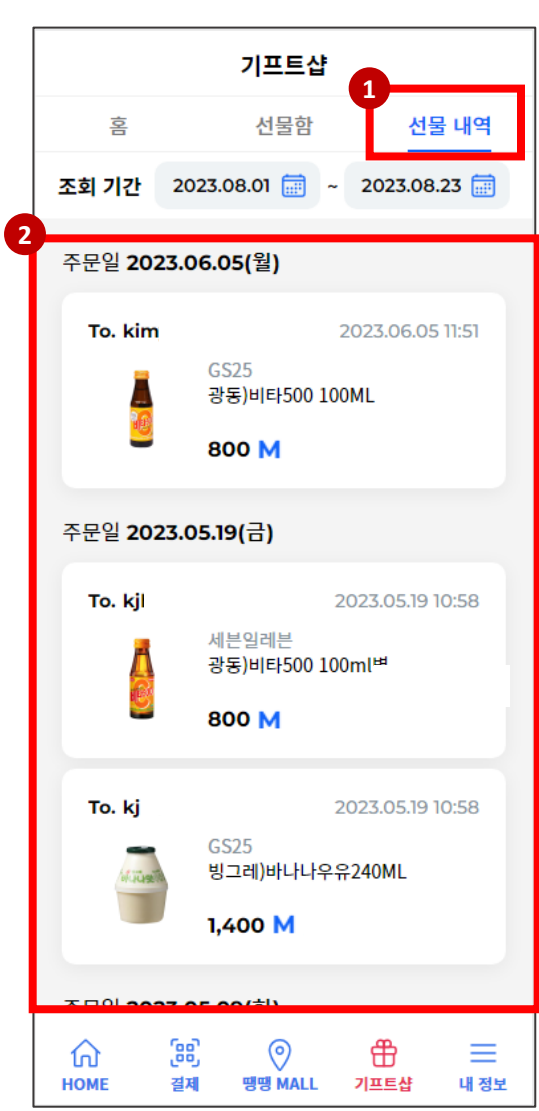 기프트샵
1
홈 선물함 선물 내역
조회 기간 2023.08.01 ~ 2023.08.23
2
주문일 2023.06.05(월)
To. kim 2023.06.05 11:51
GS25
광동)비타500 100ML
800 M
주문일 2023.05.19(금)
To. kjl 2023.05.19 10:58
세븐일레븐
광동)비타500 100ml병
800 M
To. kj 2023.05.19 10:58
GS25
빙그레)바나나우유240ML
1,400 M
HOME 결제 땡땡 MALL 기프트샵 내 정보